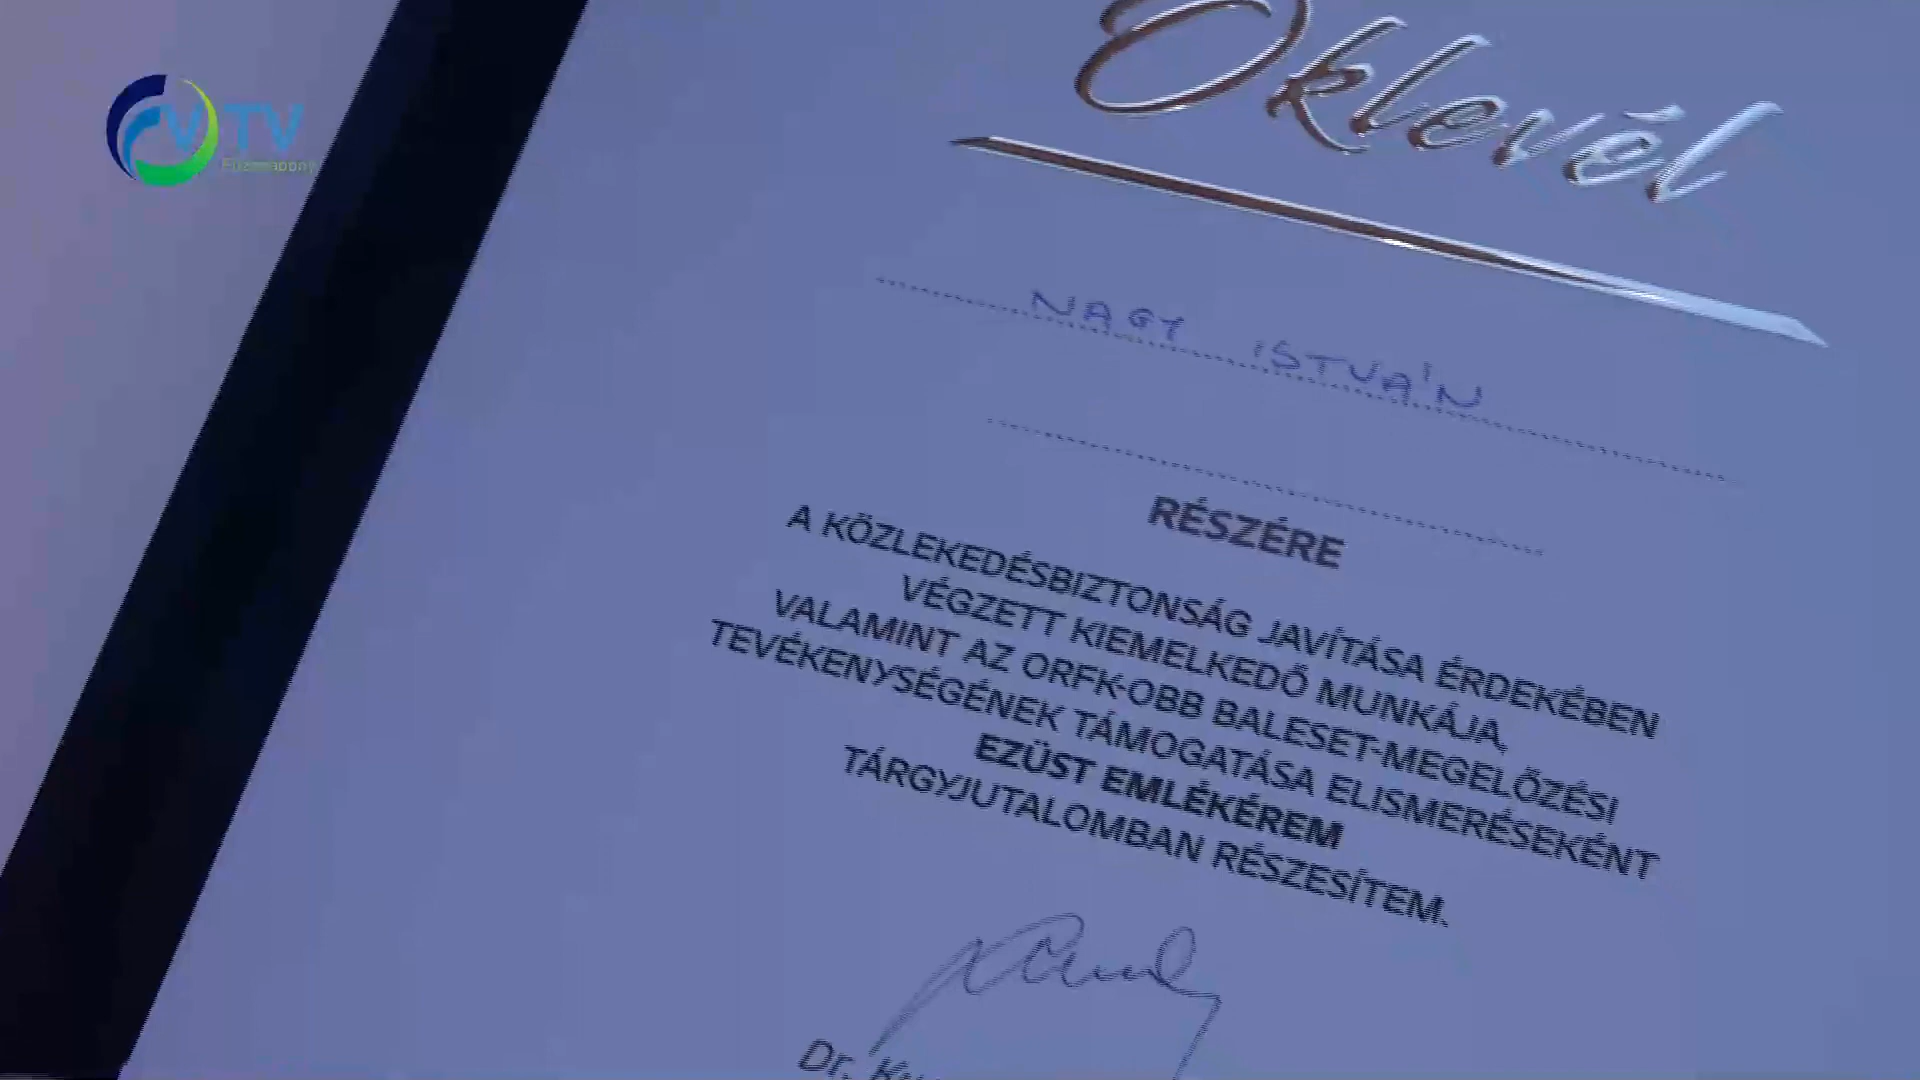 VTV
Füzesabony
Oklevél
NAGY ISTVÁN
RÉSZÉRE
A KÖZLEKEDÉSBIZTONSÁG JAVÍTÁSA ÉRDEKÉBEN
VÉGZETT KIEMELKEDŐ MUNKÁJA,
VALAMINT AZ ORFK-OBB BALESET-MEGELŐZÉSI
TEVÉKENYSÉGÉNEK TÁMOGATÁSA ELISMERÉSEKÉNT
EZÜST EMLÉKÉREM
TÁRGYJUTALOMBAN RÉSZESÍTEM.
Dr.